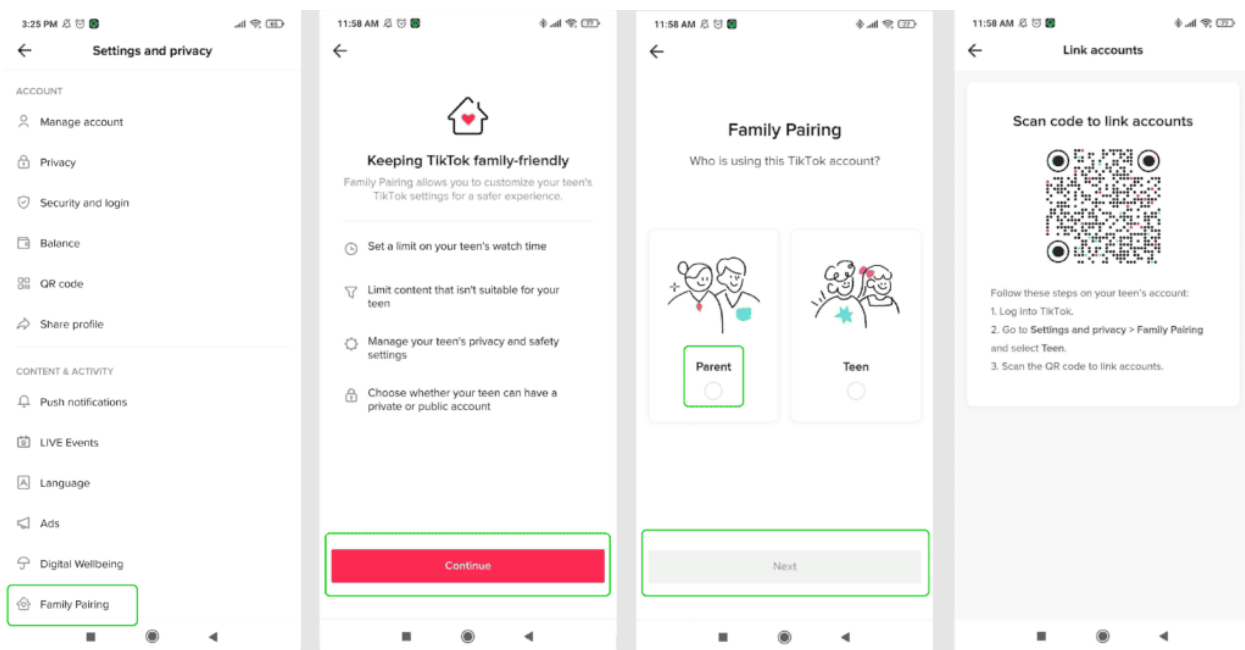 3:25 PM
Settings and privacy
ACCOUNT
Manage account
Privacy
Security and login
Balance
QR code
Share profile
CONTENT & ACTIVITY
Push notifications
LIVE Events
Language
Ads
Digital Wellbeing
Family Pairing
11:58 AM
77
Keeping TikTok family-friendly
Family Pairing allows you to customize your teen's
TikTok settings for a safer experience.
Set a limit on your teen's watch time
Limit content that isn't suitable for your
teen
Manage your teen's privacy and safety
settings
Choose whether your teen can have a
private or public account
Continue
11:58 AM
77
Family Pairing
Who is using this TikTok account?
Parent
Teen
Next
11:58 AM
77
Link accounts
Scan code to link accounts
Follow these steps on your teen's account:
1. Log into TikTok.
2. Go to Settings and privacy > Family Pairing
and select Teen.
3. Scan the QR code to link accounts.